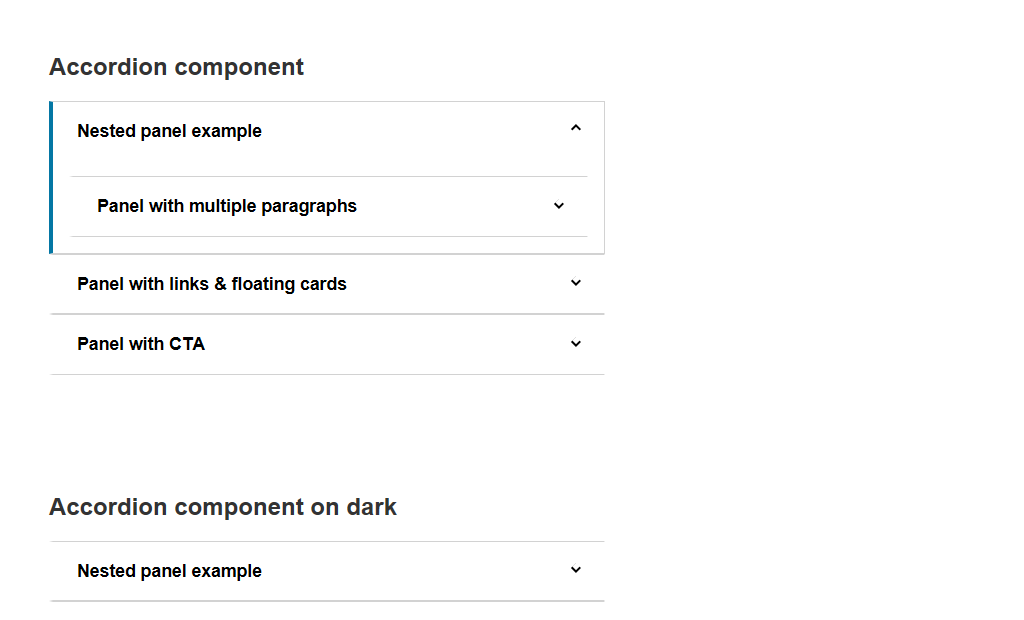 Accordion component
Nested panel example
Panel with multiple paragraphs
Panel with links & floating cards
Panel with CTA
Accordion component on dark
Nested panel example